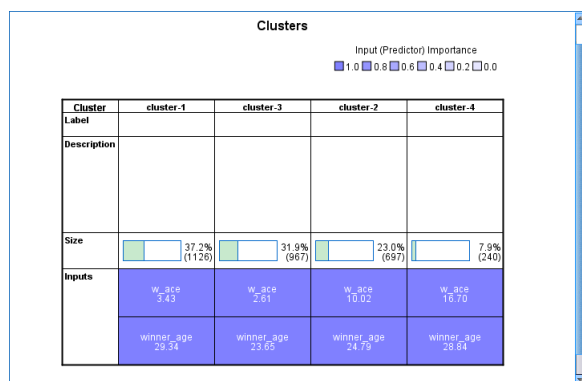 Clusters
Input (Predictor) Importance
1.0 0.8 0.6 0.4 0.2 0.0
Cluster cluster-1 cluster-3 cluster-2 cluster-4
Label
Description
Size 37.2% 31.9% 23.0% 7.9%
(1126) (967) (697) (240)
Inputs w_ace w_ace w_ace w_ace
3.43 2.61 10.02 16.70
winner_age winner_age winner_age winner_age
29.34 23.65 24.79 28.84